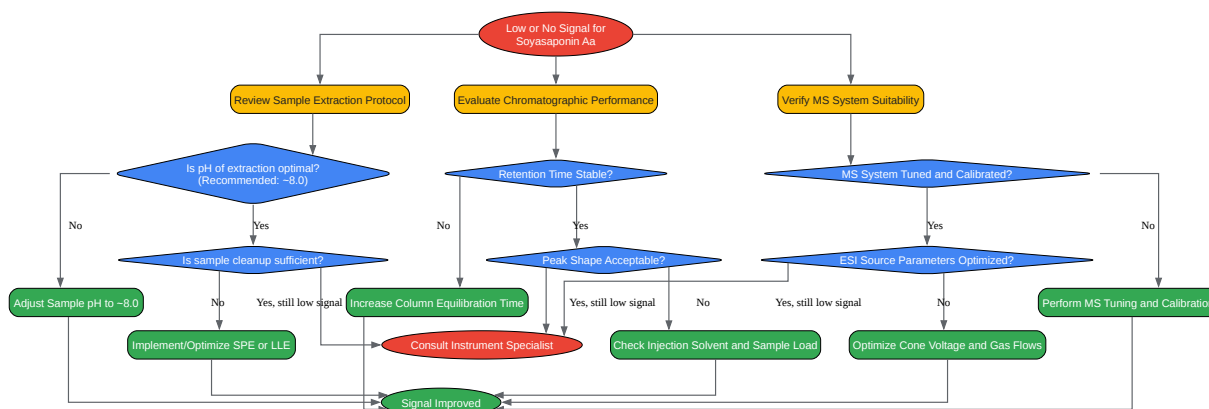 Low or No Signal for
Soyasaponin Aa
Review Sample Extraction Protocol
Evaluate Chromatographic Performance
Verify MS System Suitability
Is pH of extraction optimal?
(Recommended: ~8.0)
Retention Time Stable?
MS System Tuned and Calibrated?
No
Yes
No
Yes
Yes
No
Is sample cleanup sufficient?
Peak Shape Acceptable?
ESI Source Parameters Optimized?
Adjust Sample pH to ~8.0
No
Yes, still low signal
Increase Column Equilibration Time
Yes, still low signal
No
Yes, still low signal
No
Perform MS Tuning and Calibration
Implement/Optimize SPE or LLE
Consult Instrument Specialist
Check Injection Solvent and Sample Load
Optimize Cone Voltage and Gas Flows
Signal Improved